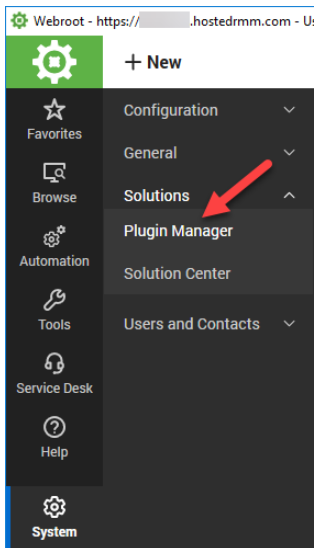 Webroot - https:// .hostedrmm.com - Us
New
Favorites
Browse
Automation
Tools
Service Desk
Help
System
Configuration
General
Solutions
Plugin Manager
Solution Center
Users and Contacts